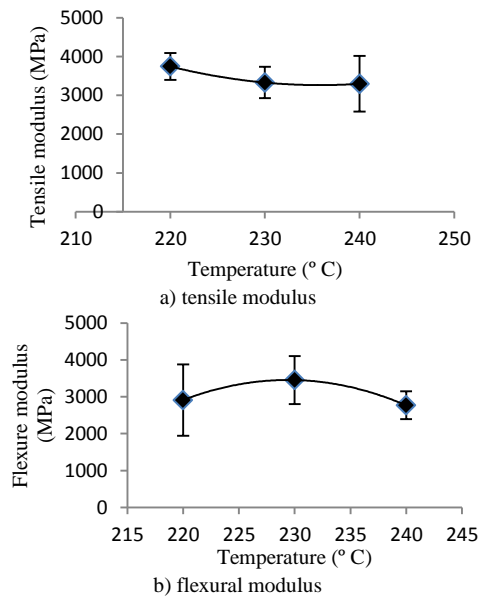 5000
4000
3000
2000
1000
0
Tensile modulus (MPa)
210 220 230 240 250
Temperature (º C)
a) tensile modulus
5000
4000
3000
2000
1000
0
Flexure modulus
(MPa)
215 220 225 230 235 240 245
Temperature (º C)
b) flexural modulus